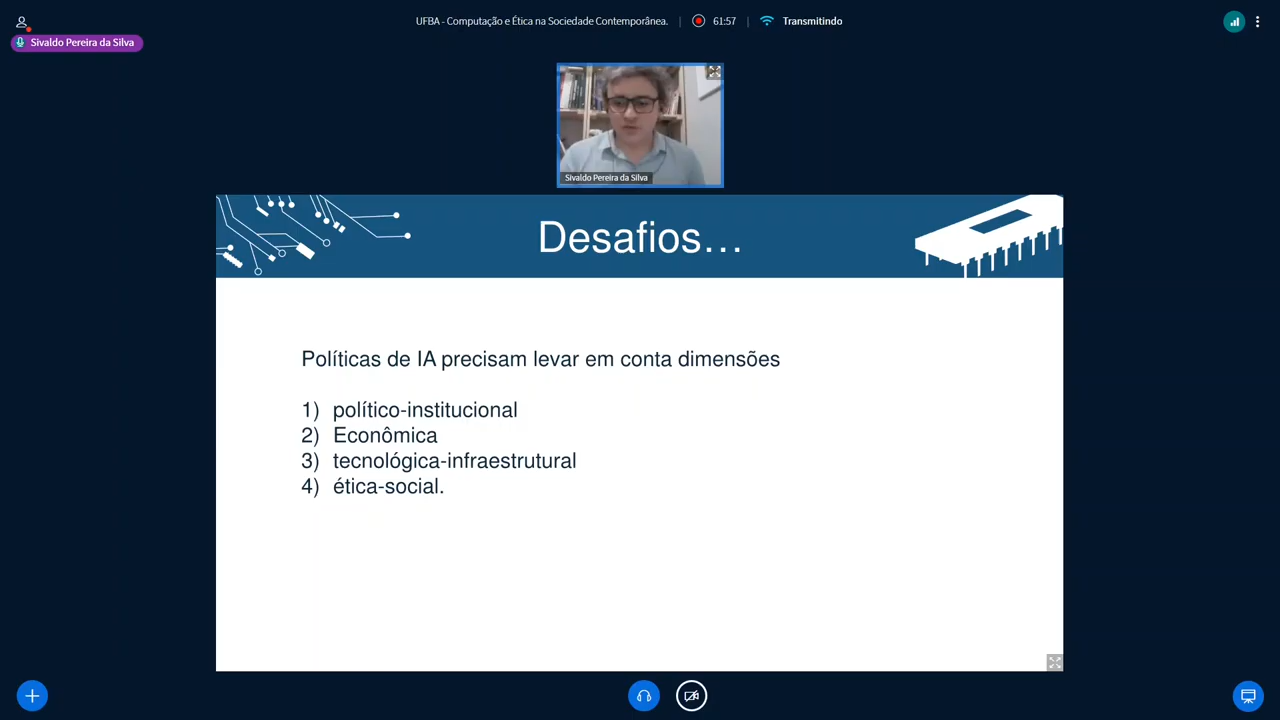 UFBA - Computação e Ética na Sociedade Contemporânea.
61:57
Transmitindo
Sivaldo Pereira da Silva
Sivaldo Pereira da Silva
Desafios…
Políticas de IA precisam levar em conta dimensões
1) político-institucional
2) Econômica
3) tecnológica-infraestrutural
4) ética-social.